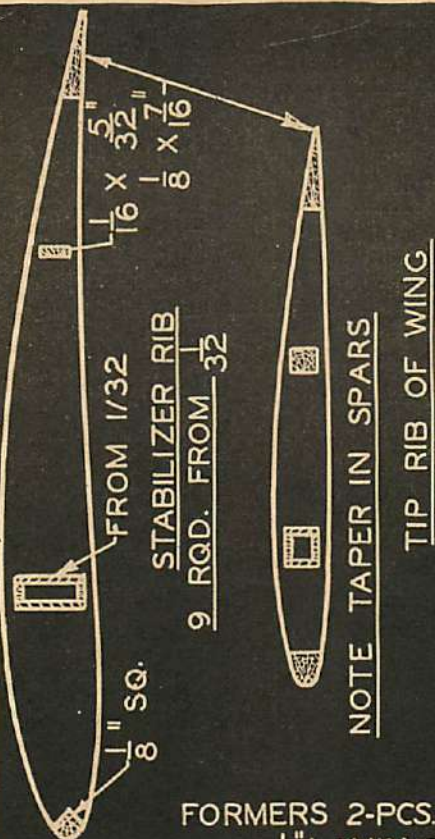 1/16 X 5/32"
1/8 X 7/16"
FROM 1/32
1/8" SQ.
STABILIZER RIB
9 RQD. FROM 1/32
NOTE TAPER IN SPARS
TIP RIB OF WING
FORMERS 2-PCS.